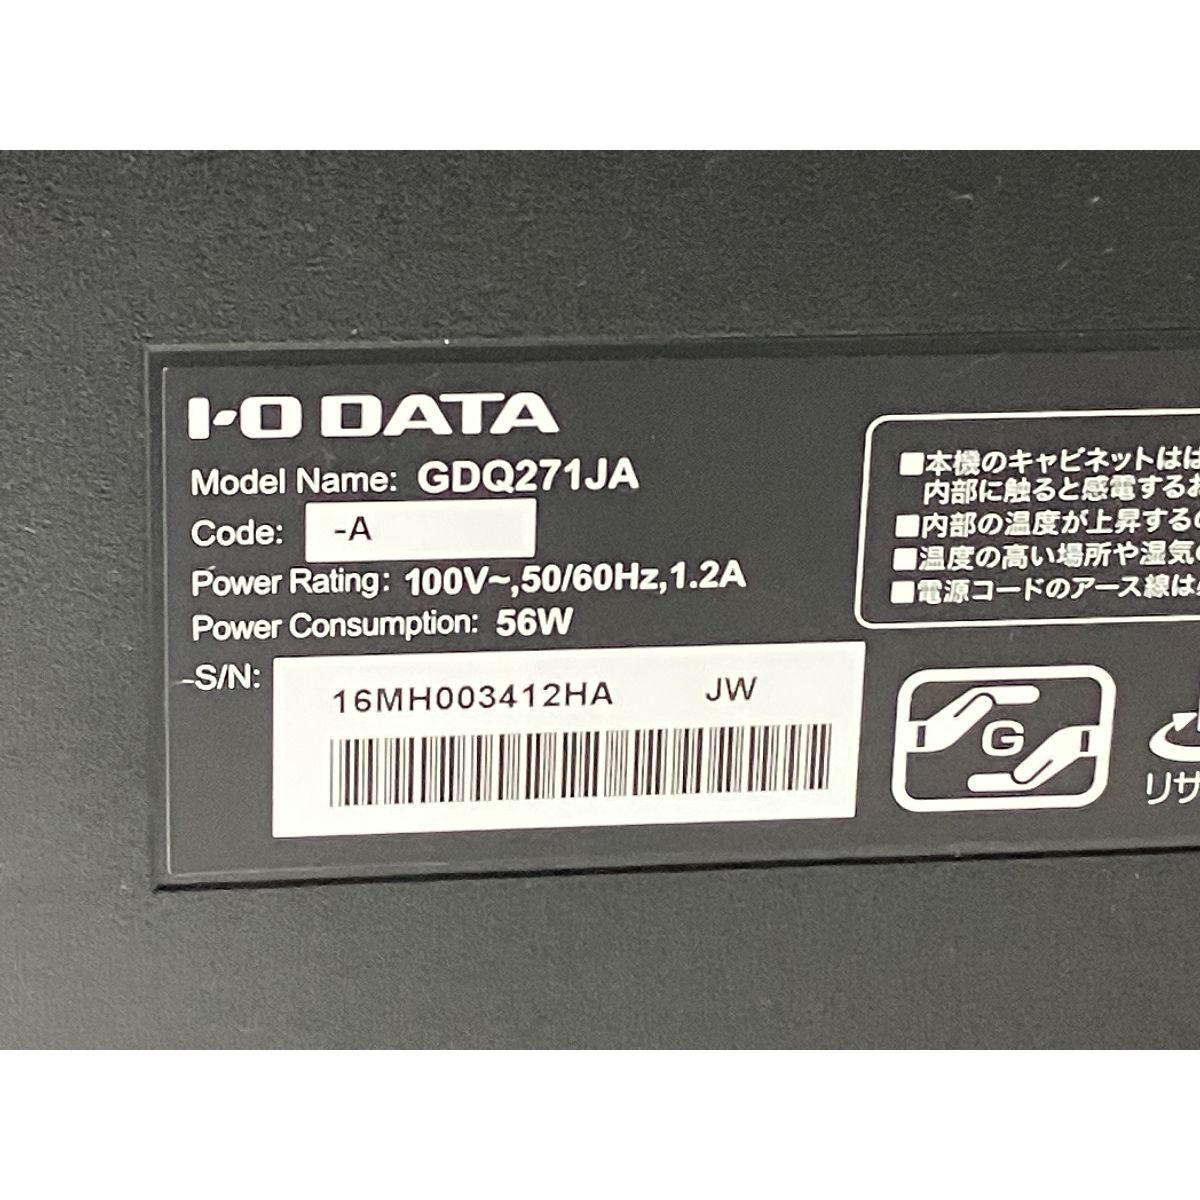 I-O DATA
Model Name: GDQ271JA
Code: -A
Power Rating: 100V~,50/60Hz,1.2A
Power Consumption: 56W
S/N: 16MH003412HA JW
■本機のキャビネットは
内部に触ると感電する
■内部の温度が上昇する
■温度の高い場所や湿気
■電源コードのアース線は
G
リサ